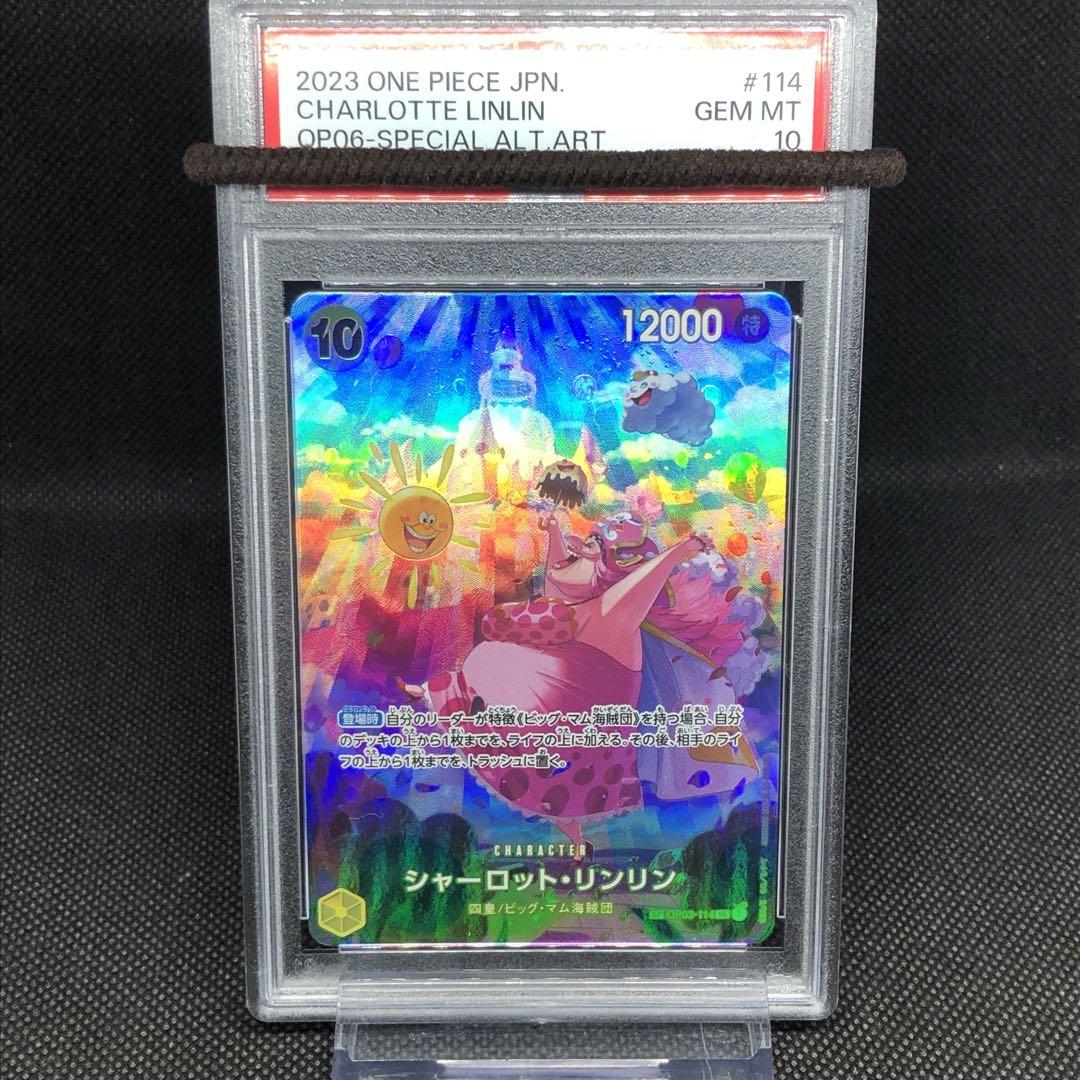 2023 ONE PIECE JPN. #114
CHARLOTTE LINLIN GEM MT
OP06-SPECIAL ALT.ART 10
10 12000 特
登場時 自分のリーダーが特徴《ビッグ・マム海賊団》を持つ場合、自分
のデッキの上から1枚までを、ライフの上に加える。その後、相手のライ
フの上から1枚までを、トラッシュに置く。
CHARACTER
シャーロット・リンリン
四皇/ビッグ・マム海賊団 SP OP03-114